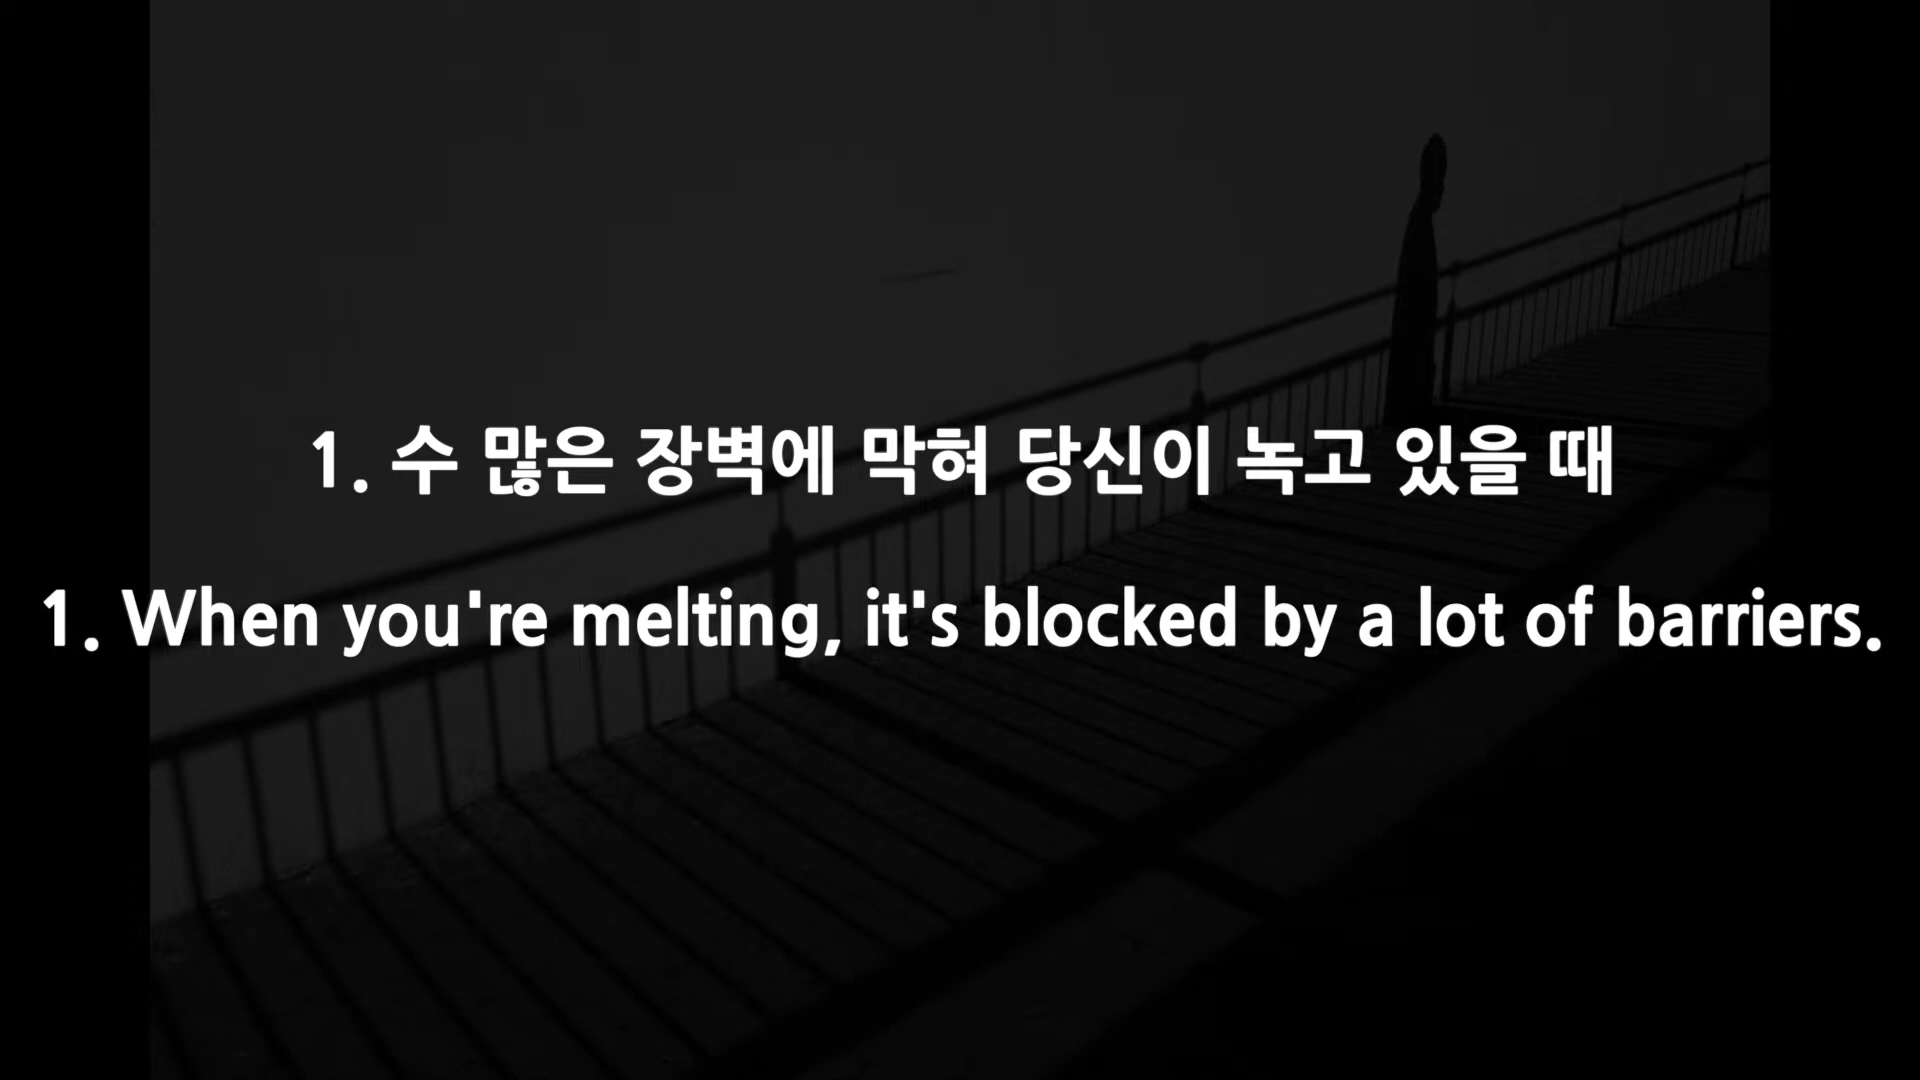 1. 수 많은 장벽에 막혀 당신이 녹고 있을 때
1. When you're melting, it's blocked by a lot of barriers.